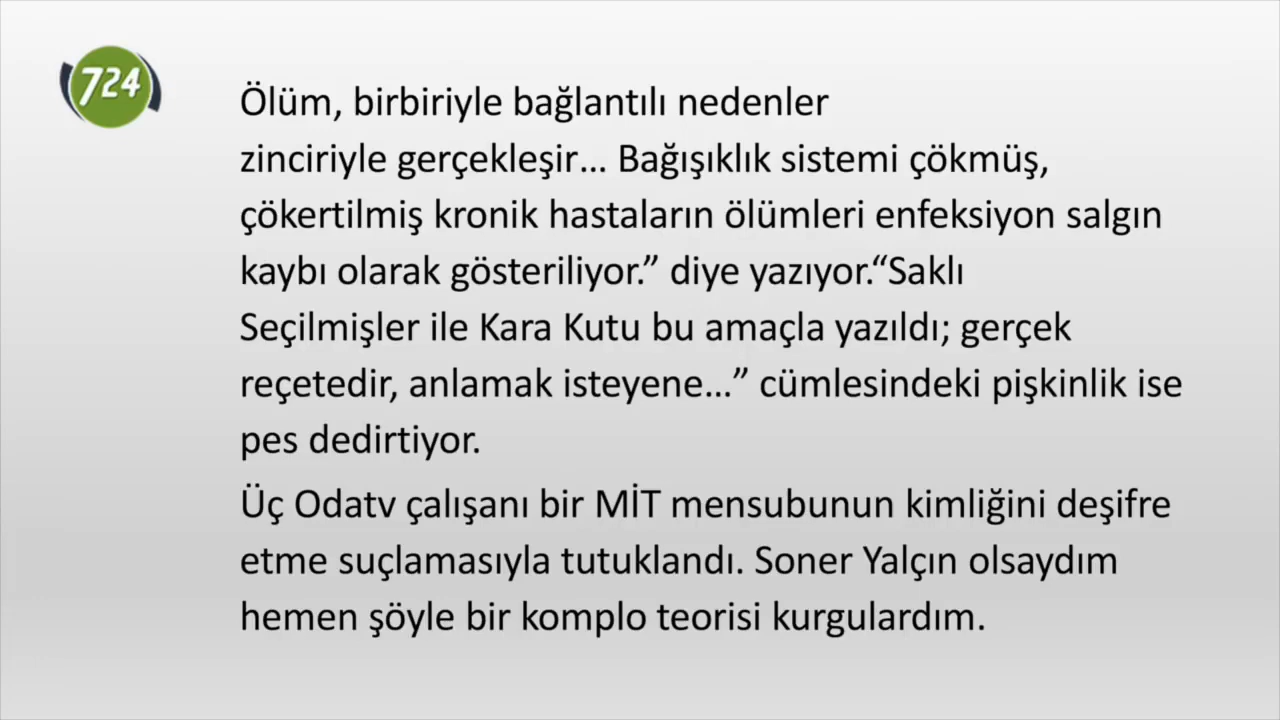 724
Ölüm, birbiriyle bağlantılı nedenler
zinciriyle gerçekleşir... Bağışıklık sistemi çökmüş,
çökertilmiş kronik hastaların ölümleri enfeksiyon salgın
kaybı olarak gösteriliyor.” diye yazıyor.“Saklı
Seçilmişler ile Kara Kutu bu amaçla yazıldı; gerçek
reçetedir, anlamak isteyene...” cümlesindeki pişkinlik ise
pes dedirtiyor.
Üç Odatv çalışanı bir MİT mensubunun kimliğini deşifre
etme suçlamasıyla tutuklandı. Soner Yalçın olsaydım
hemen şöyle bir komplo teorisi kurgulardım.